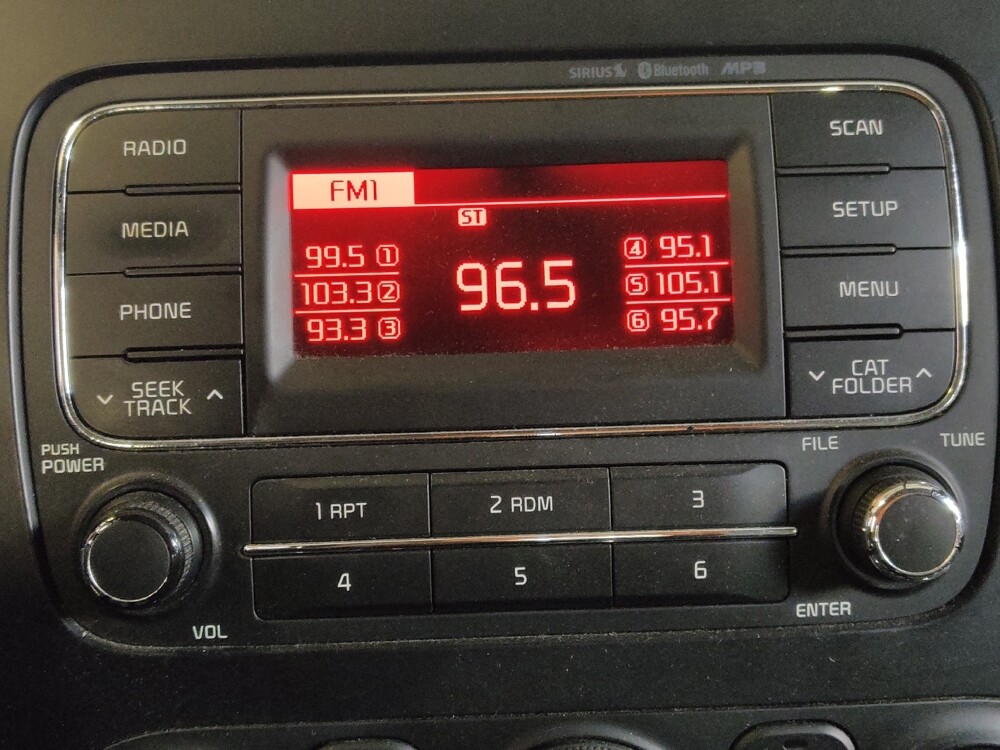 SIRIUS Bluetooth MP3
RADIO
MEDIA
PHONE
SEEK
TRACK
FM1
ST
99.5 1
103.3 2
93.3 3
96.5
4 95.1
5 105.1
6 95.7
SCAN
SETUP
MENU
CAT
FOLDER
PUSH
POWER
VOL
1 RPT
2 RDM
3
4
5
6
FILE
TUNE
ENTER